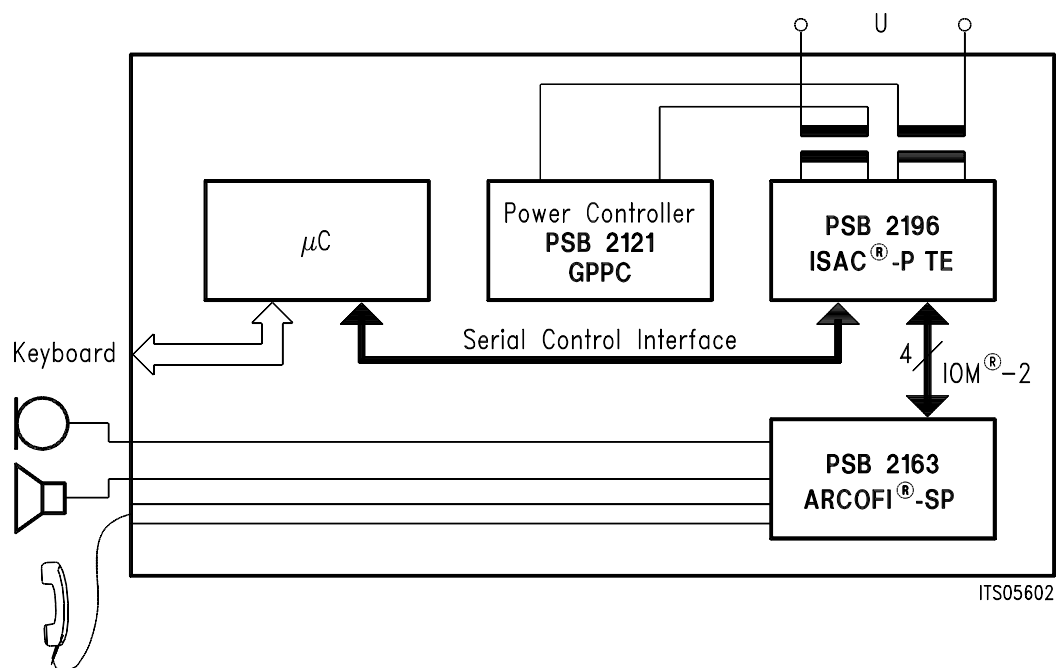 U
μC
Power Controller
PSB 2121
GPPC
PSB 2196
ISAC®-P TE
Serial Control Interface
Keyboard
4
IOM®-2
PSB 2163
ARCOFI®-SP
ITS05602